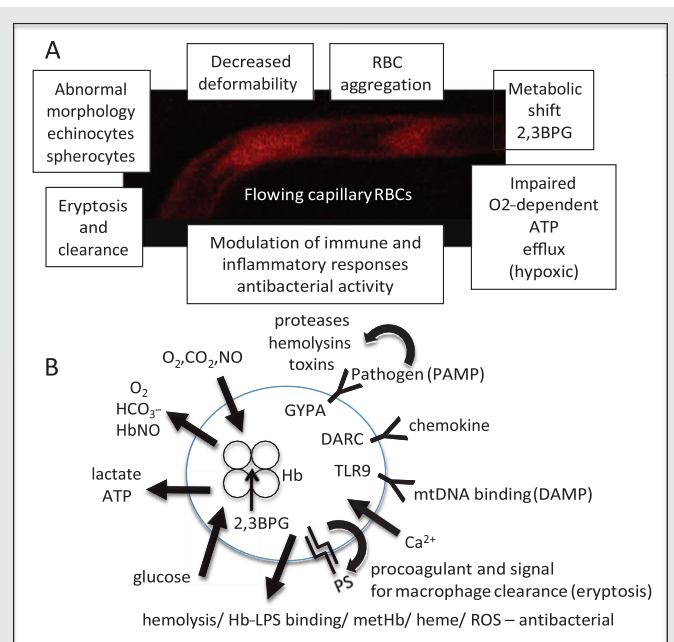 A
Decreased
deformability
RBC
aggregation
Abnormal
morphology
echinocytes
spherocytes
Metabolic
shift
2,3BPG
Flowing capillary RBCs
Eryptosis
and
clearance
Impaired
O2-dependent
ATP
efflux
(hypoxic)
Modulation of immune and
inflammatory responses
antibacterial activity
B
proteases
hemolysins
toxins
Pathogen (PAMP)
O₂,CO₂,NO
O₂
HCO₃⁻
HbNO
GYPA
DARC
chemokine
TLR9
mtDNA binding (DAMP)
lactate
ATP
Hb
2,3BPG
Ca²⁺
glucose
PS
procoagulant and signal
for macrophage clearance (eryptosis)
hemolysis/ Hb-LPS binding/ metHb/ heme/ ROS – antibacterial